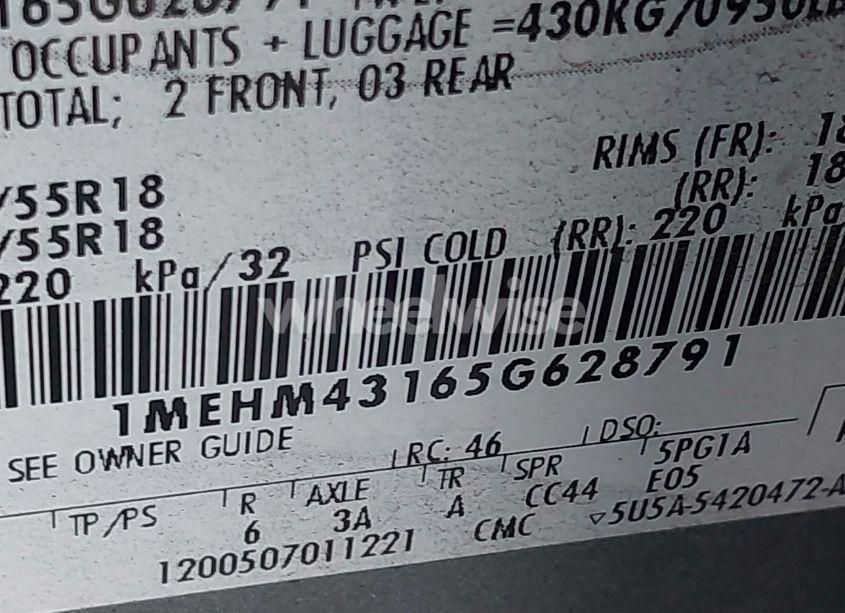 OCCUPANTS + LUGGAGE =430KG/0950LB
TOTAL; 2 FRONT, 03 REAR
RIMS (FR): 18
/55R18 (RR): 18
/55R18
220 kPa/32 PSI COLD (RR): 220 kPa
wheelwise
1MEHM43165G628791
SEE OWNER GUIDE
RC: 46 DSO:
TP/PS R AXLE TR SPR 5PG1A
6 3A A CC44 E05
1200507011221 CMC ▽5U5A-5420472-A